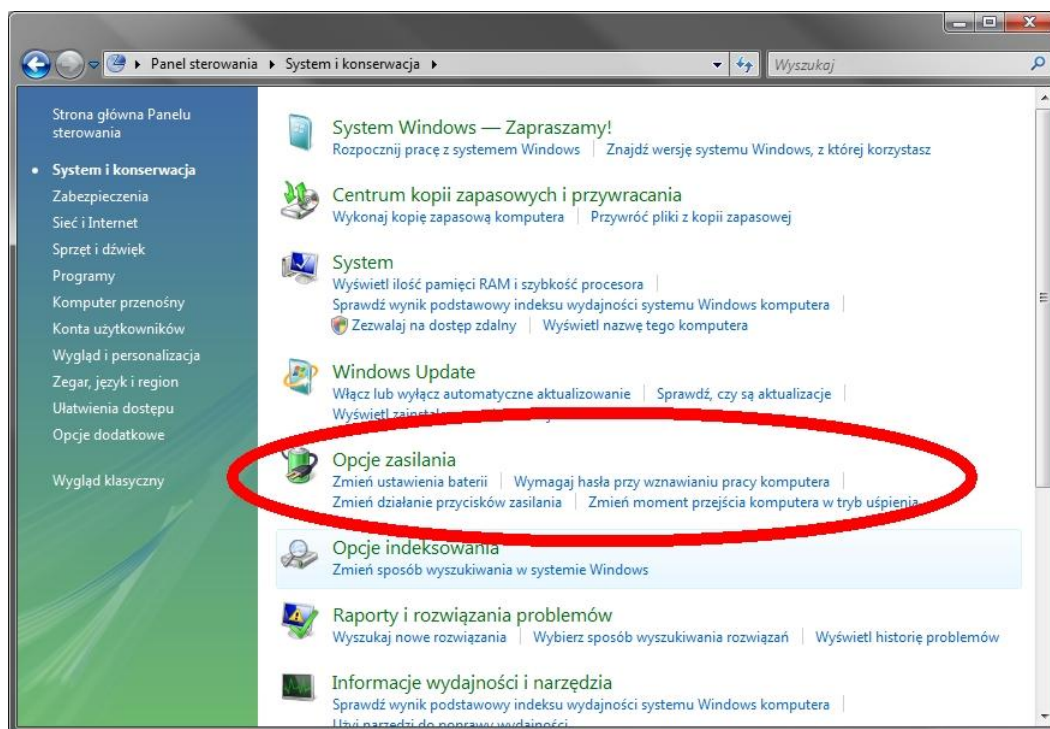 Panel sterowania ▸ System i konserwacja ▸
Wyszukaj
Strona główna Panelu
sterowania
System i konserwacja
Zabezpieczenia
Sieć i Internet
Sprzęt i dźwięk
Programy
Komputer przenośny
Konta użytkowników
Wygląd i personalizacja
Zegar, język i region
Ułatwienia dostępu
Opcje dodatkowe
Wygląd klasyczny
System Windows — Zapraszamy!
Rozpocznij pracę z systemem Windows | Znajdź wersję systemu Windows, z której korzystasz
Centrum kopii zapasowych i przywracania
Wykonaj kopię zapasową komputera | Przywróć pliki z kopii zapasowej
System
Wyświetl ilość pamięci RAM i szybkość procesora
Sprawdź wynik podstawowy indeksu wydajności systemu Windows komputera
Zezwalaj na dostęp zdalny | Wyświetl nazwę tego komputera
Windows Update
Włącz lub wyłącz automatyczne aktualizowanie | Sprawdź, czy są aktualizacje
Wyświetl
Opcje zasilania
Zmień ustawienia baterii | Wymagaj hasła przy wznawianiu pracy komputera
Zmień działanie przycisków zasilania | Zmień moment przejścia komputera w tryb uśpienia
Opcje indeksowania
Zmień sposób wyszukiwania w systemie Windows
Raporty i rozwiązania problemów
Wyszukaj nowe rozwiązania | Wybierz sposób wyszukiwania rozwiązań | Wyświetl historię problemów
Informacje wydajności i narzędzia
Sprawdź wynik podstawowy indeksu wydajności systemu Windows komputera
Użyj narzędzi do poprawy wydajności